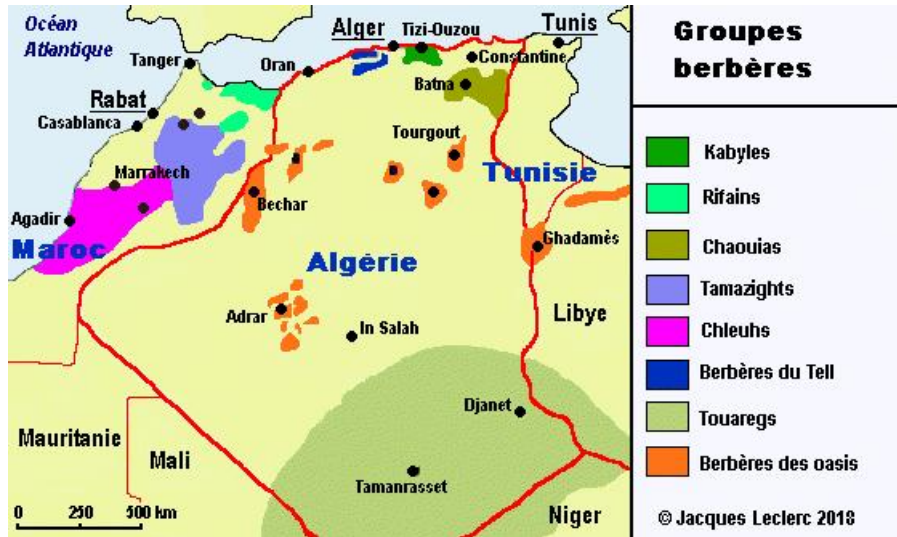 Océan
Atlantique
Alger
Tizi-Ouzou
Tunis
Tanger
Oran
Constantine
Rabat
Batna
Casablanca
Tourgout
Marrakech
Tunisie
Bechar
Agadir
Maroc
Ghadamès
Algérie
Adrar
In Salah
Libye
Djanet
Mauritanie
Mali
Tamanrasset
Niger
0 250 500 km
Groupes
berbères
Kabyles
Rifains
Chaouias
Tamazights
Chleuhs
Berbères du Tell
Touaregs
Berbères des oasis
© Jacques Leclerc 2018